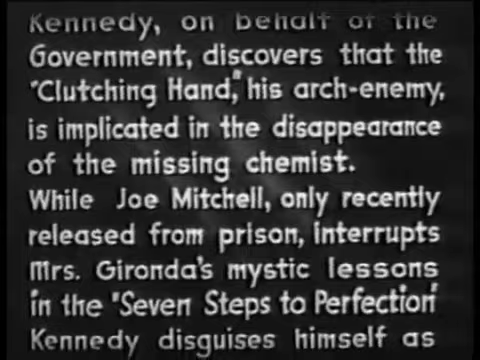 Kennedy, on behalf of the
Government, discovers that the
"Clutching Hand," his arch-enemy,
is implicated in the disappearance
of the missing chemist.
While Joe Mitchell, only recently
released from prison, interrupts
Mrs. Gironda's mystic lessons
in the "Seven Steps to Perfection"
Kennedy disguises himself as